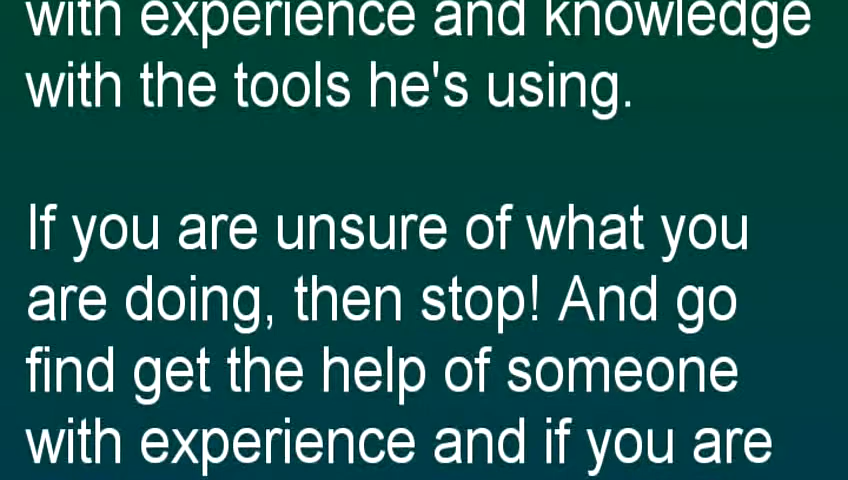 with experience and knowledge
with the tools he's using.
If you are unsure of what you
are doing, then stop! And go
find get the help of someone
with experience and if you are